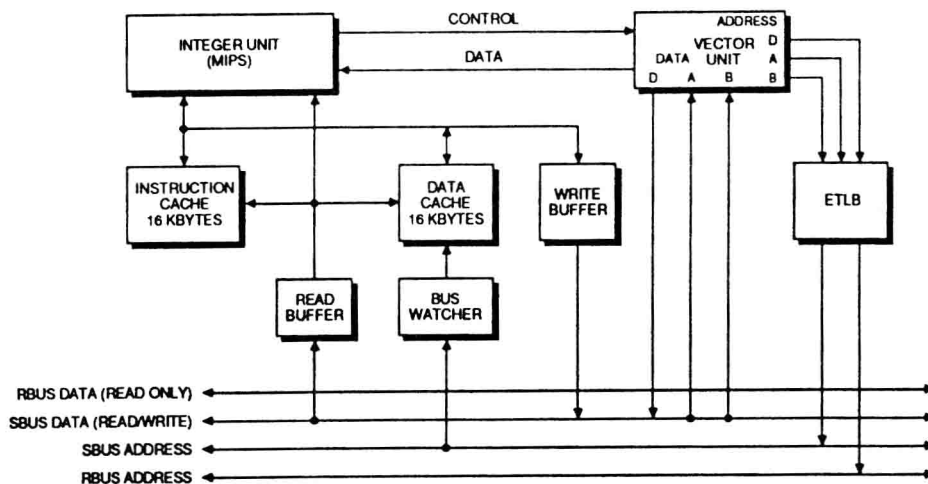 CONTROL
DATA
INTEGER UNIT
(MIPS)
ADDRESS
VECTOR
UNIT
DATA
D
A
B
D
A
B
INSTRUCTION
CACHE
16 KBYTES
DATA
CACHE
16 KBYTES
WRITE
BUFFER
ETLB
READ
BUFFER
BUS
WATCHER
RBUS DATA (READ ONLY)
SBUS DATA (READ/WRITE)
SBUS ADDRESS
RBUS ADDRESS